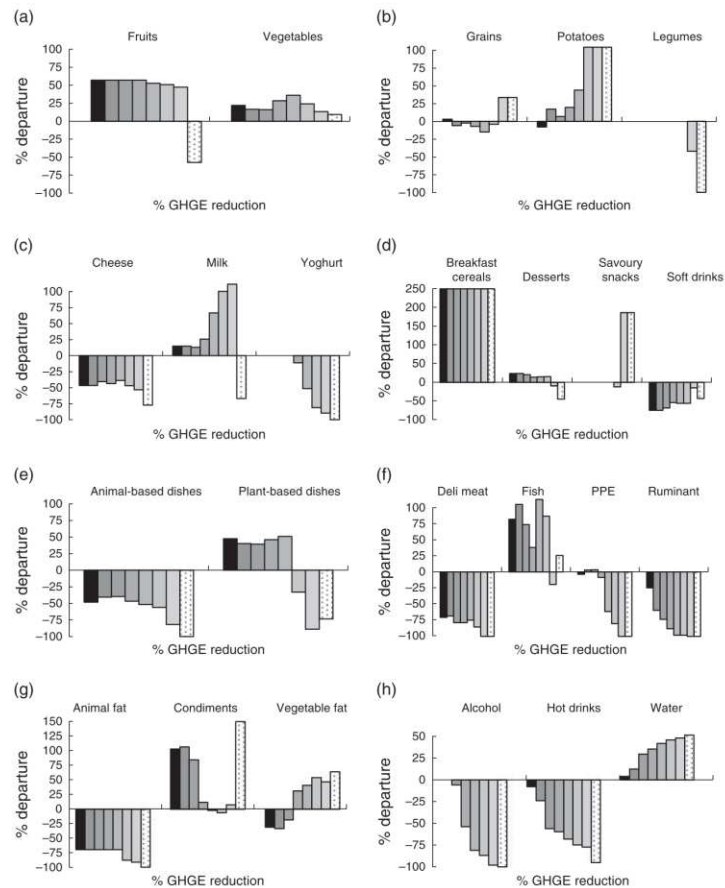 (a)
Fruits Vegetables
100
75
50
25
0
−25
−50
−75
−100
% departure
% GHGE reduction
(b)
Grains Potatoes Legumes
100
75
50
25
0
−25
−50
−75
−100
% departure
% GHGE reduction
(c)
Cheese Milk Yoghurt
100
75
50
25
0
−25
−50
−75
−100
% departure
% GHGE reduction
(d)
Breakfast
cereals
Desserts
Savoury
snacks
Soft drinks
250
200
150
100
50
0
−50
−100
% departure
% GHGE reduction
(e)
Animal-based dishes Plant-based dishes
100
75
50
25
0
−25
−50
−75
−100
% departure
% GHGE reduction
(f)
Deli meat Fish PPE Ruminant
100
75
50
25
0
−25
−50
−75
−100
% departure
% GHGE reduction
(g)
Animal fat Condiments Vegetable fat
150
125
100
75
50
25
0
−25
−50
−75
−100
% departure
% GHGE reduction
(h)
Alcohol Hot drinks Water
50
25
0
−25
−50
−75
−100
% departure
% GHGE reduction